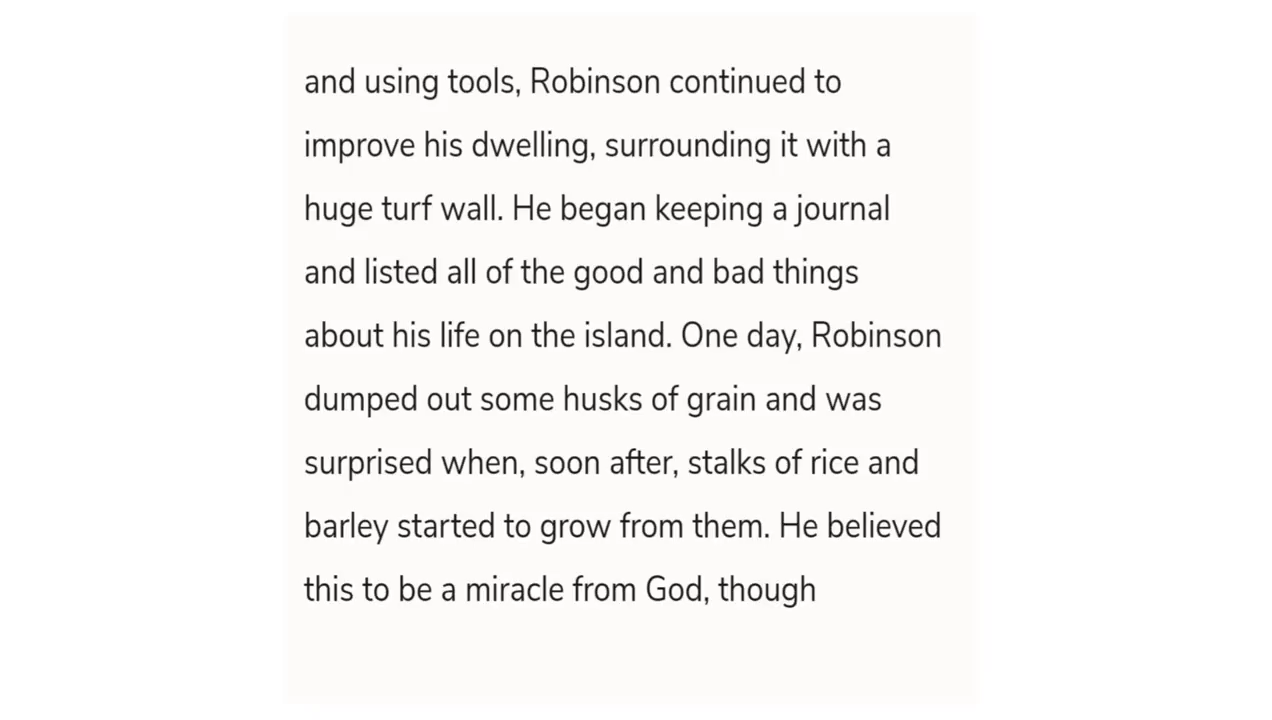 and using tools, Robinson continued to
improve his dwelling, surrounding it with a
huge turf wall. He began keeping a journal
and listed all of the good and bad things
about his life on the island. One day, Robinson
dumped out some husks of grain and was
surprised when, soon after, stalks of rice and
barley started to grow from them. He believed
this to be a miracle from God, though